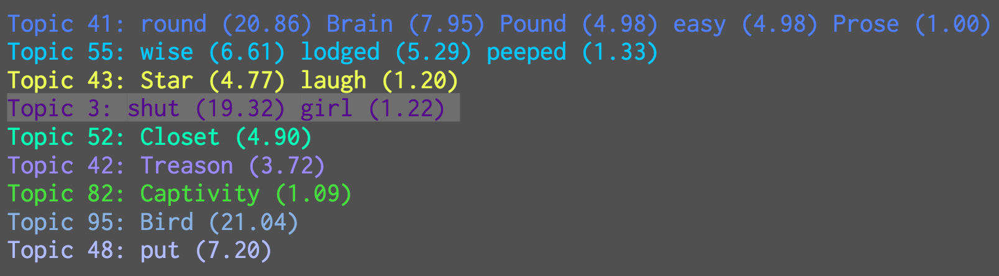 Topic 41: round (20.86) Brain (7.95) Pound (4.98) easy (4.98) Prose (1.00)
Topic 55: wise (6.61) lodged (5.29) peeped (1.33)
Topic 43: Star (4.77) laugh (1.20)
Topic 3: shut (19.32) girl (1.22)
Topic 52: Closet (4.90)
Topic 42: Treason (3.72)
Topic 82: Captivity (1.09)
Topic 95: Bird (21.04)
Topic 48: put (7.20)